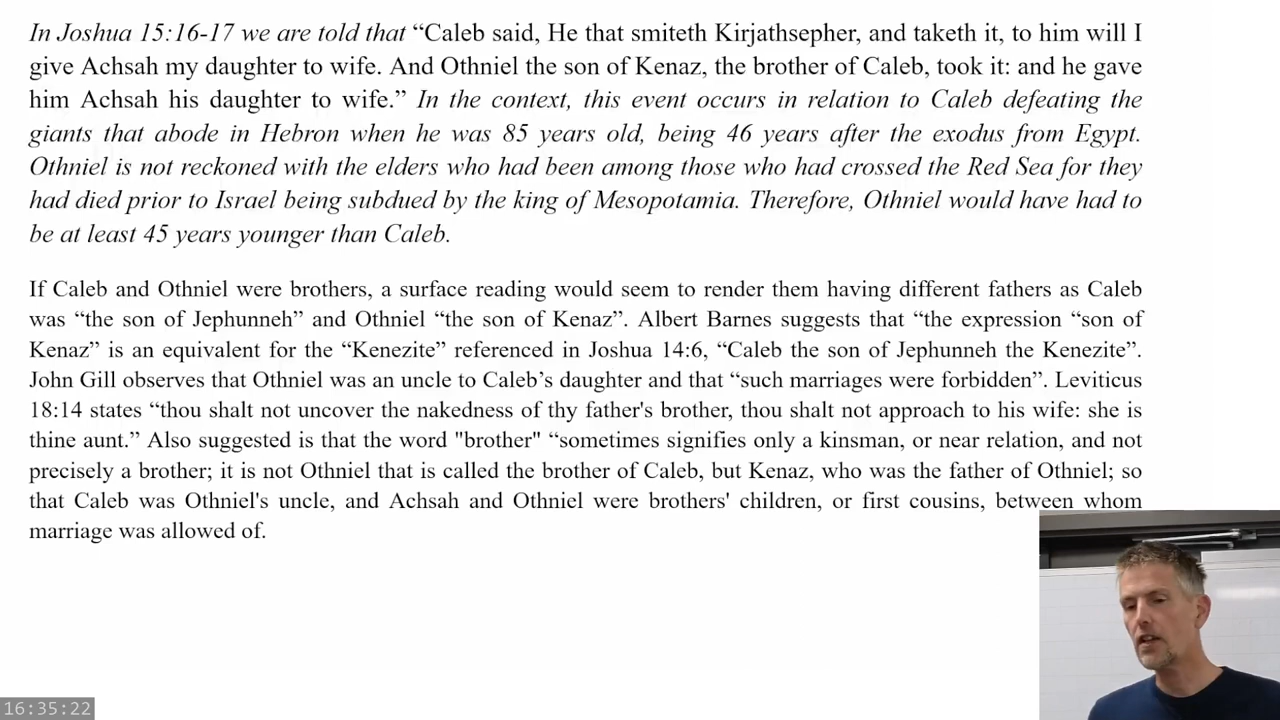 In Joshua 15:16-17 we are told that “Caleb said, He that smiteth Kirjathsepher, and taketh it, to him will I
give Achsah my daughter to wife. And Othniel the son of Kenaz, the brother of Caleb, took it: and he gave
him Achsah his daughter to wife.” In the context, this event occurs in relation to Caleb defeating the
giants that abode in Hebron when he was 85 years old, being 46 years after the exodus from Egypt.
Othniel is not reckoned with the elders who had been among those who had crossed the Red Sea for they
had died prior to Israel being subdued by the king of Mesopotamia. Therefore, Othniel would have had to
be at least 45 years younger than Caleb.
If Caleb and Othniel were brothers, a surface reading would seem to render them having different fathers as Caleb
was “the son of Jephunneh” and Othniel “the son of Kenaz”. Albert Barnes suggests that “the expression “son of
Kenaz” is an equivalent for the “Kenezite” referenced in Joshua 14:6, “Caleb the son of Jephunneh the Kenezite”.
John Gill observes that Othniel was an uncle to Caleb’s daughter and that “such marriages were forbidden”. Leviticus
18:14 states “thou shalt not uncover the nakedness of thy father's brother, thou shalt not approach to his wife: she is
thine aunt.” Also suggested is that the word "brother" “sometimes signifies only a kinsman, or near relation, and not
precisely a brother; it is not Othniel that is called the brother of Caleb, but Kenaz, who was the father of Othniel; so
that Caleb was Othniel's uncle, and Achsah and Othniel were brothers' children, or first cousins, between whom
marriage was allowed of.
16:35:22